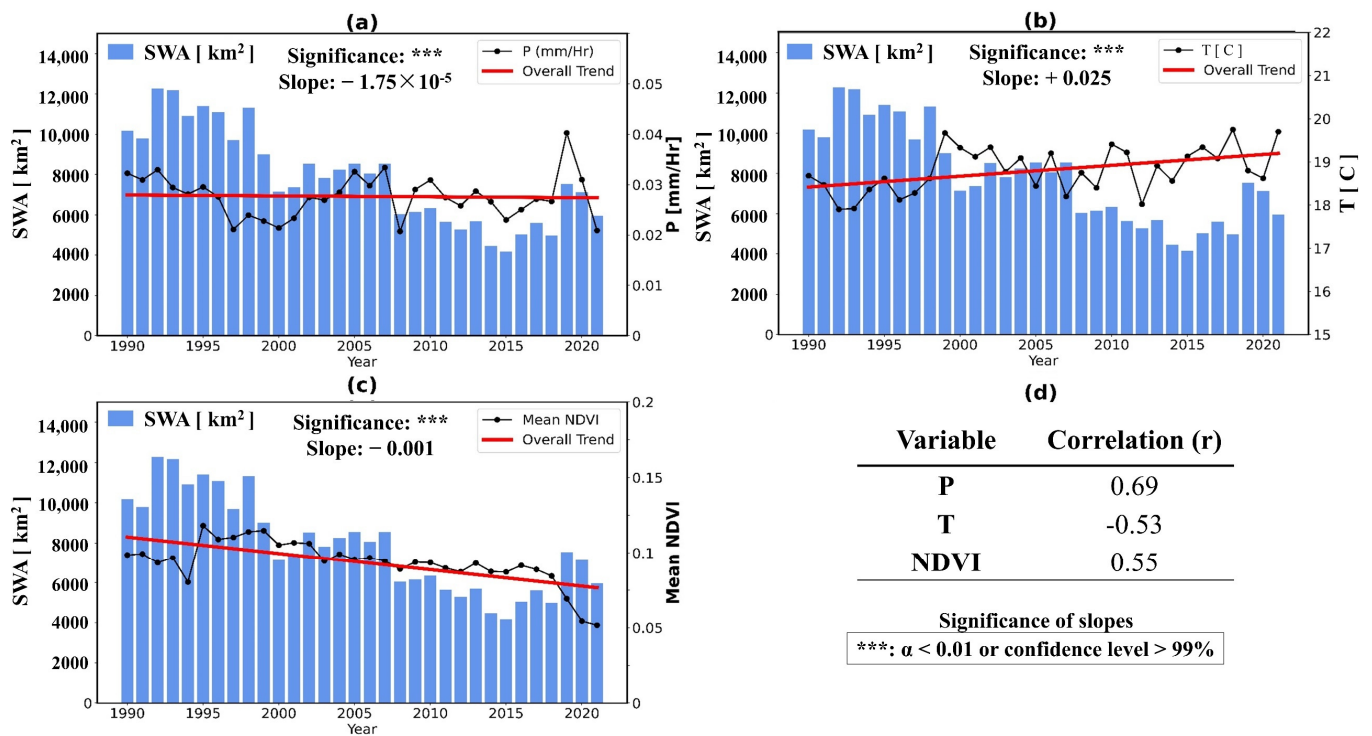 (a)
SWA [ km²]
Significance: ***
Slope: − 1.75×10⁻⁵
P (mm/Hr)
Overall Trend
14,000
12,000
10,000
8000
6000
4000
2000
0
SWA [ km²]
0.05
0.04
0.03
0.02
0.01
0
P [mm/Hr]
1990 1995 2000 2005 2010 2015 2020
Year
(b)
SWA [ km²]
Significance: ***
Slope: + 0.025
T [ C]
Overall Trend
14,000
12,000
10,000
8000
6000
4000
2000
0
SWA [ km²]
22
21
20
19
18
17
16
15
T [ C]
1990 1995 2000 2005 2010 2015 2020
Year
(c)
SWA [ km²]
Significance: ***
Slope: − 0.001
Mean NDVI
Overall Trend
14,000
12,000
10,000
8000
6000
4000
2000
0
SWA [ km²]
0.2
0.15
0.1
0.05
0
Mean NDVI
1990 1995 2000 2005 2010 2015 2020
Year
(d)
Variable Correlation (r)
P 0.69
T -0.53
NDVI 0.55
Significance of slopes
***: α < 0.01 or confidence level > 99%